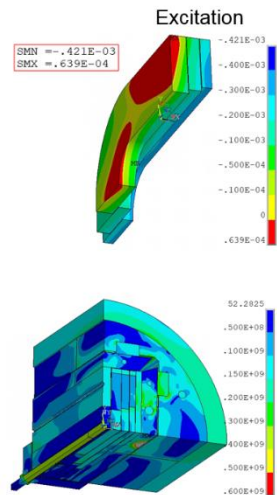 Excitation
SMN =-.421E-03
SMX =.639E-04
-.421E-03
-.400E-03
-.300E-03
-.200E-03
-.100E-03
-.500E-04
-.100E-04
0
.639E-04
52.2025
.500E+08
.100E+09
.150E+09
.200E+09
.300E+09
.400E+09
.500E+09
.600E+09